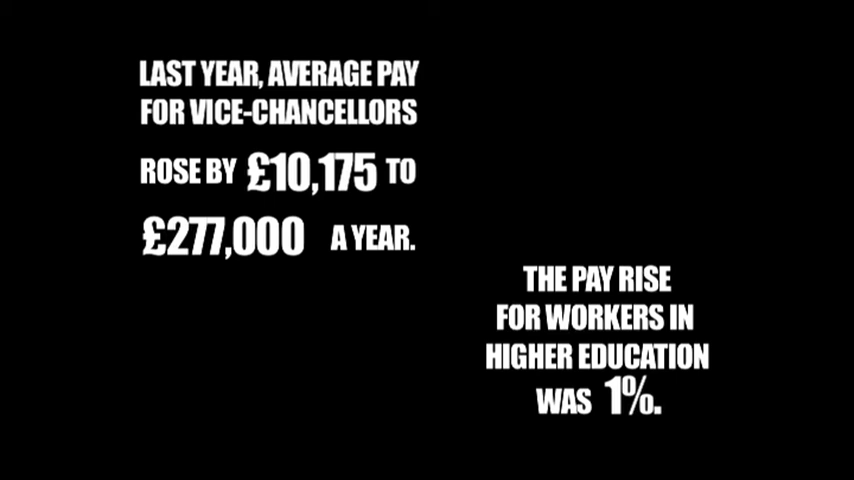 LAST YEAR, AVERAGE PAY
FOR VICE-CHANCELLORS
ROSE BY £10,175 TO
£277,000 A YEAR.
THE PAY RISE
FOR WORKERS IN
HIGHER EDUCATION
WAS 1%.